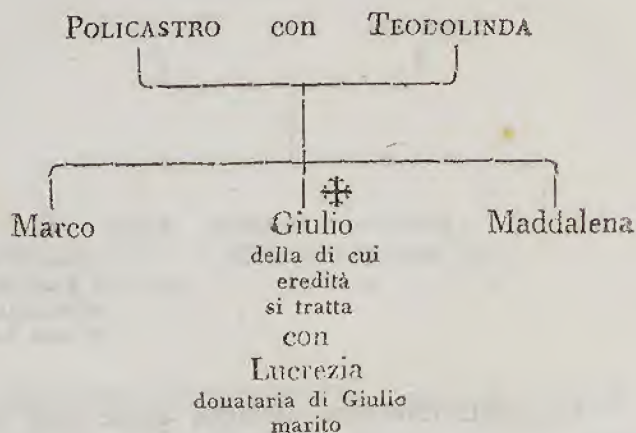 POLICASTRO con TEODOLINDA
Marco Giulio Maddalena
della di cui
eredità
si tratta
con
Lucrezia
donataria di Giulio
marito